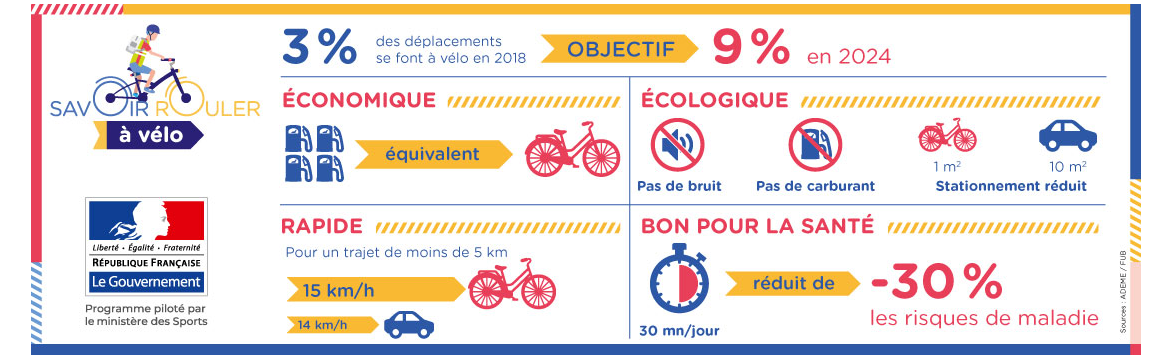 SAVOIR ROULER
à vélo
Liberté • Égalité • Fraternité
RÉPUBLIQUE FRANÇAISE
Le Gouvernement
Programme piloté par
le ministère des Sports
3 % des déplacements
se font à vélo en 2018
OBJECTIF
9 % en 2024
ÉCONOMIQUE
équivalent
ÉCOLOGIQUE
Pas de bruit
Pas de carburant
1 m²
10 m²
Stationnement réduit
RAPIDE
Pour un trajet de moins de 5 km
15 km/h
14 km/h
BON POUR LA SANTÉ
30 mn/jour
réduit de
-30 %
les risques de maladie
Sources : ADEME / FUB